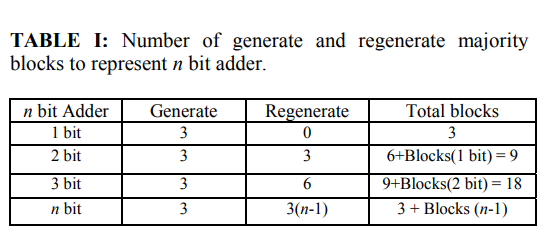 TABLE I: Number of generate and regenerate majority
blocks to represent n bit adder.
n bit Adder Generate Regenerate Total blocks
1 bit 3 0 3
2 bit 3 3 6+Blocks(1 bit) = 9
3 bit 3 6 9+Blocks(2 bit) = 18
n bit 3 3(n-1) 3 + Blocks (n-1)